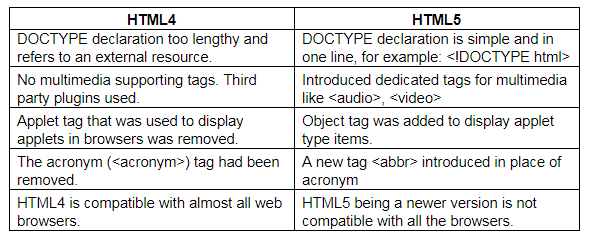 HTML4 HTML5
DOCTYPE declaration too lengthy and
refers to an external resource.
DOCTYPE declaration is simple and in
one line, for example: <!DOCTYPE html>
No multimedia supporting tags. Third
party plugins used.
Introduced dedicated tags for multimedia
like <audio>, <video>
Applet tag that was used to display
applets in browsers was removed.
Object tag was added to display applet
type items.
The acronym (<acronym>) tag had been
removed.
A new tag <abbr> introduced in place of
acronym
HTML4 is compatible with almost all web
browsers.
HTML5 being a newer version is not
compatible with all the browsers.